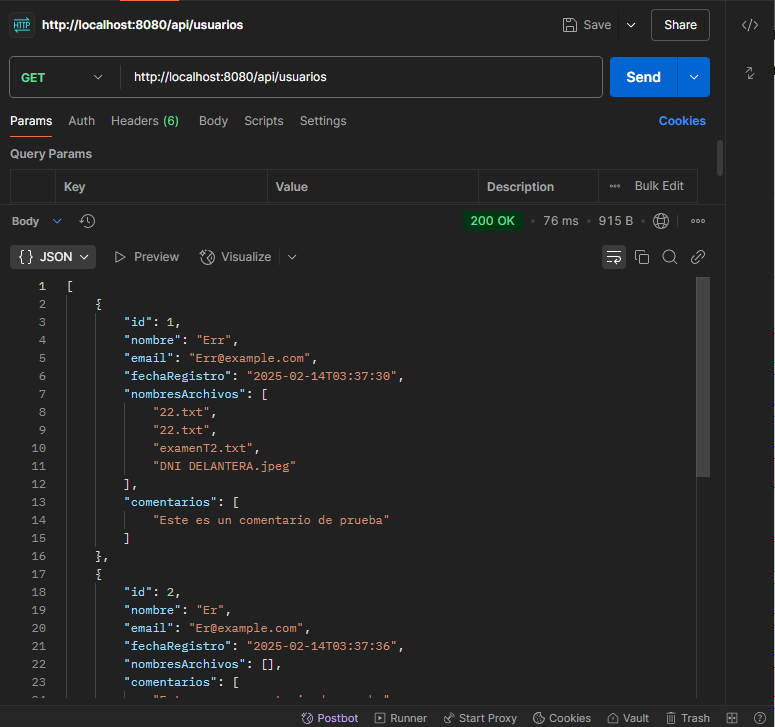 HTTP http://localhost:8080/api/usuarios Save Share </>
GET http://localhost:8080/api/usuarios Send
Params Auth Headers (6) Body Scripts Settings Cookies
Query Params
Key Value Description ••• Bulk Edit
Body 200 OK • 76 ms • 915 B •••
{} JSON Preview Visualize
1 [
2 {
3 "id": 1,
4 "nombre": "Err",
5 "email": "Err@example.com",
6 "fechaRegistro": "2025-02-14T03:37:30",
7 "nombresArchivos": [
8 "22.txt",
9 "22.txt",
10 "examenT2.txt",
11 "DNI DELANTERA.jpeg"
12 ],
13 "comentarios": [
14 "Este es un comentario de prueba"
15 ]
16 },
17 {
18 "id": 2,
19 "nombre": "Er",
20 "email": "Er@example.com",
21 "fechaRegistro": "2025-02-14T03:37:36",
22 "nombresArchivos": [],
23 "comentarios": [
Postbot Runner Start Proxy Cookies Vault Trash